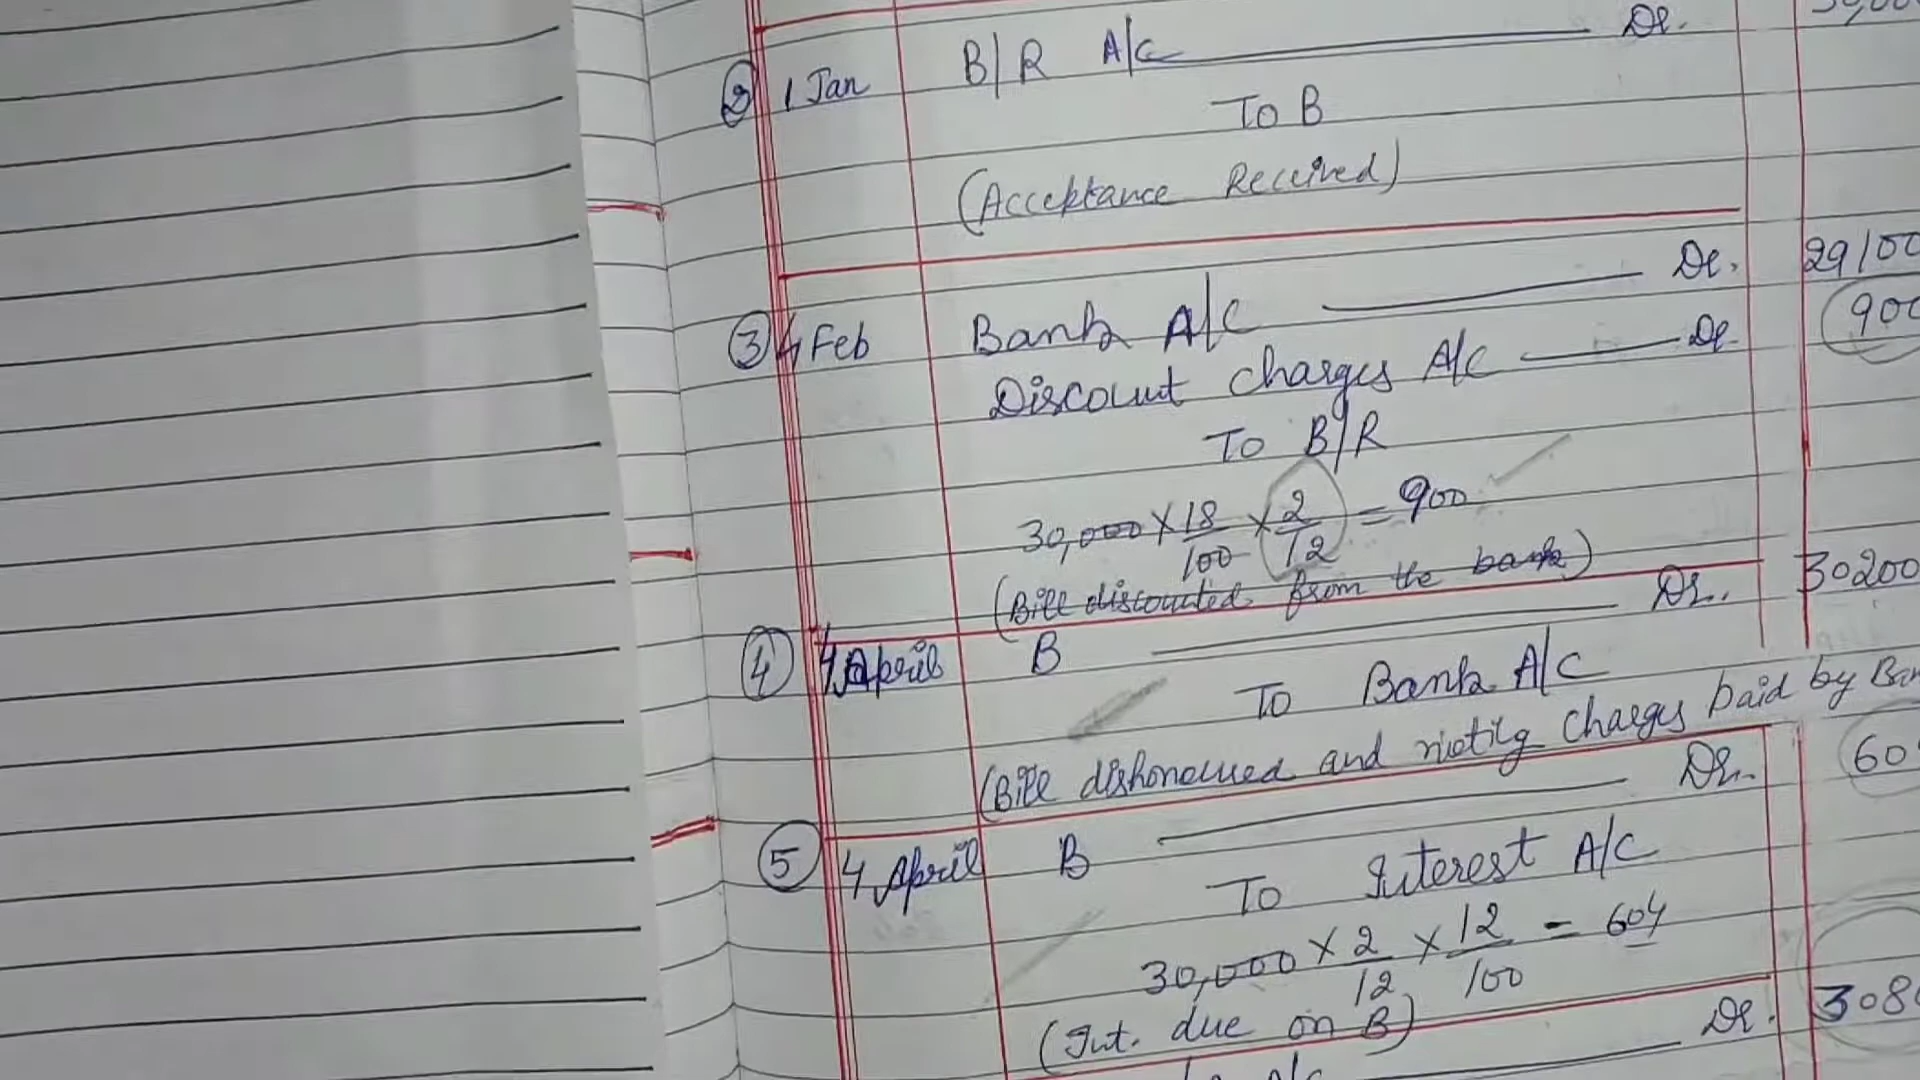 ② 1 Jan B/R A/c Dr.
To B
(Acceptance Received)
③ 4 Feb Bank A/C Dr. 29100
Discount Charges A/c Dr. 900
To B/R
30,000 × 18/100 × 2/12 = 900
(Bill discounted from the bank)
④ 4 April B Dr. 30200
To Bank A/C
(Bill dishonoured and noting charges paid by
⑤ 4 April B Dr. 604
To Interest A/C
30,000 × 2/12 × 12/100 = 604
(Int. due on B)
Dr. 308